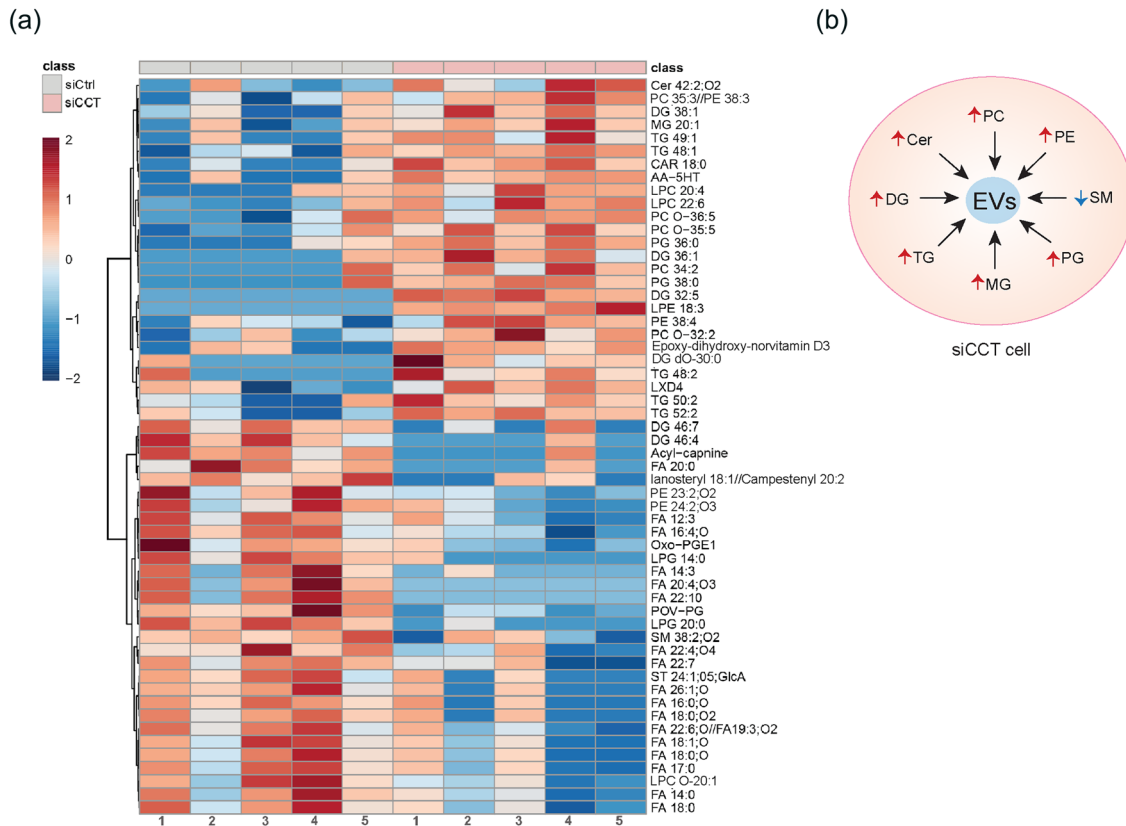 (a)
(b)
class
siCtrl
siCCT
2
1
0
−1
−2
class
Cer 42:2;O2
PC 35:3//PE 38:3
DG 38:1
MG 20:1
TG 49:1
TG 48:1
CAR 18:0
AA−5HT
LPC 20:4
LPC 22:6
PC O−36:5
PC O−35:5
PG 36:0
DG 36:1
PC 34:2
PG 38:0
DG 32:5
LPE 18:3
PE 38:4
PC O−32:2
Epoxy-dihydroxy-norvitamin D3
DG dO-30:0
TG 48:2
LXD4
TG 50:2
TG 52:2
DG 46:7
DG 46:4
Acyl−capnine
FA 20:0
lanosteryl 18:1//Campestenyl 20:2
PE 23:2;O2
PE 24:2;O3
FA 12:3
FA 16:4;O
Oxo−PGE1
LPG 14:0
FA 14:3
FA 20:4;O3
FA 22:10
POV−PG
LPG 20:0
SM 38:2;O2
FA 22:4;O4
FA 22:7
ST 24:1;05;GlcA
FA 26:1;O
FA 16:0;O
FA 18:0;O2
FA 22:6;O//FA19:3;O2
FA 18:1;O
FA 18:0;O
FA 17:0
LPC O-20:1
FA 14:0
FA 18:0
1 2 3 4 5 1 2 3 4 5
PC
Cer
PE
DG
EVs
SM
TG
PG
MG
siCCT cell